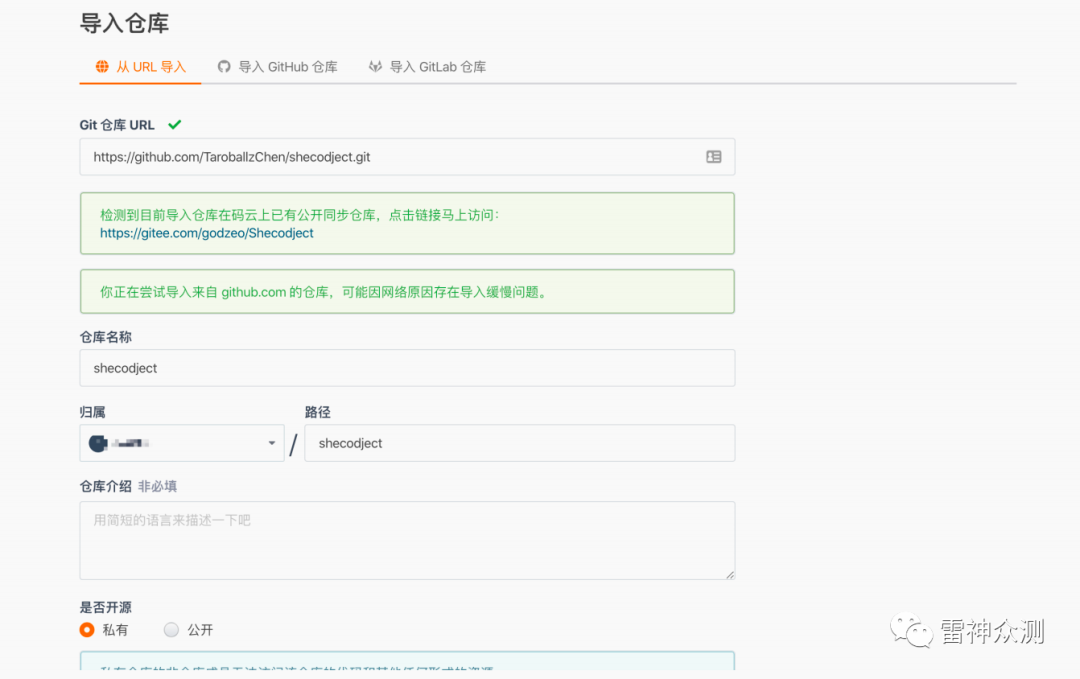 导入仓库
从 URL 导入 导入 GitHub 仓库 导入 GitLab 仓库
Git 仓库 URL
https://github.com/TaroballzChen/shecodject.git
检测到目前导入仓库在码云上已有公开同步仓库，点击链接马上访问：
https://gitee.com/godzeo/Shecodject
你正在尝试导入来自 github.com 的仓库，可能因网络原因存在导入缓慢问题。
仓库名称
shecodject
归属 路径
/ shecodject
仓库介绍 非必填
用简短的语言来描述一下吧
是否开源
私有 公开
雷神众测